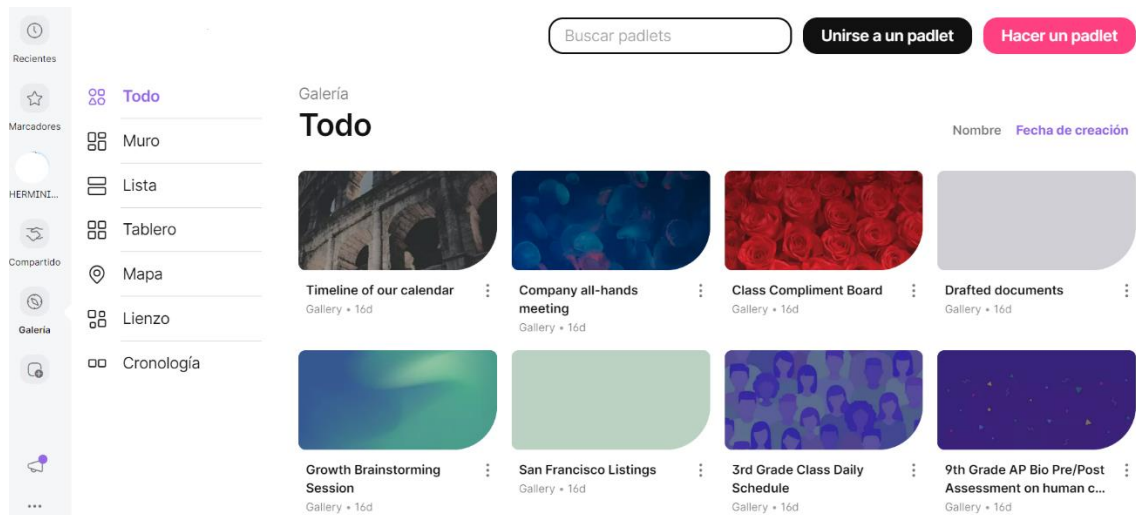 Recientes
Marcadores
HERMINI...
Compartido
Galería
Todo
Muro
Lista
Tablero
Mapa
Lienzo
Cronología
Buscar padlets
Unirse a un padlet
Hacer un padlet
Galería
Todo
Nombre Fecha de creación
Timeline of our calendar
Gallery • 16d
Company all-hands
meeting
Gallery • 16d
Class Compliment Board
Gallery • 16d
Drafted documents
Gallery • 16d
Growth Brainstorming
Session
Gallery • 16d
San Francisco Listings
Gallery • 16d
3rd Grade Class Daily
Schedule
Gallery • 16d
9th Grade AP Bio Pre/Post
Assessment on human c...
Gallery • 16d